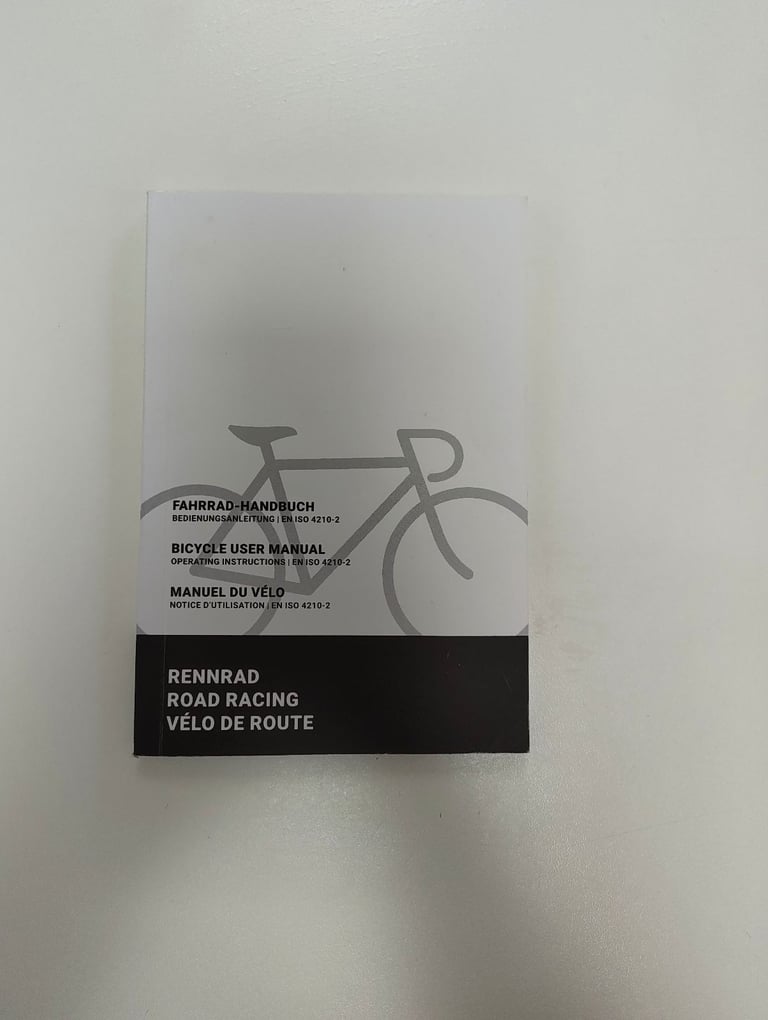 FAHRRAD-HANDBUCH
BEDIENUNGSANLEITUNG | EN ISO 4210-2
BICYCLE USER MANUAL
OPERATING INSTRUCTIONS | EN ISO 4210-2
MANUEL DU VÉLO
NOTICE D'UTILISATION | EN ISO 4210-2
RENNRAD
ROAD RACING
VÉLO DE ROUTE